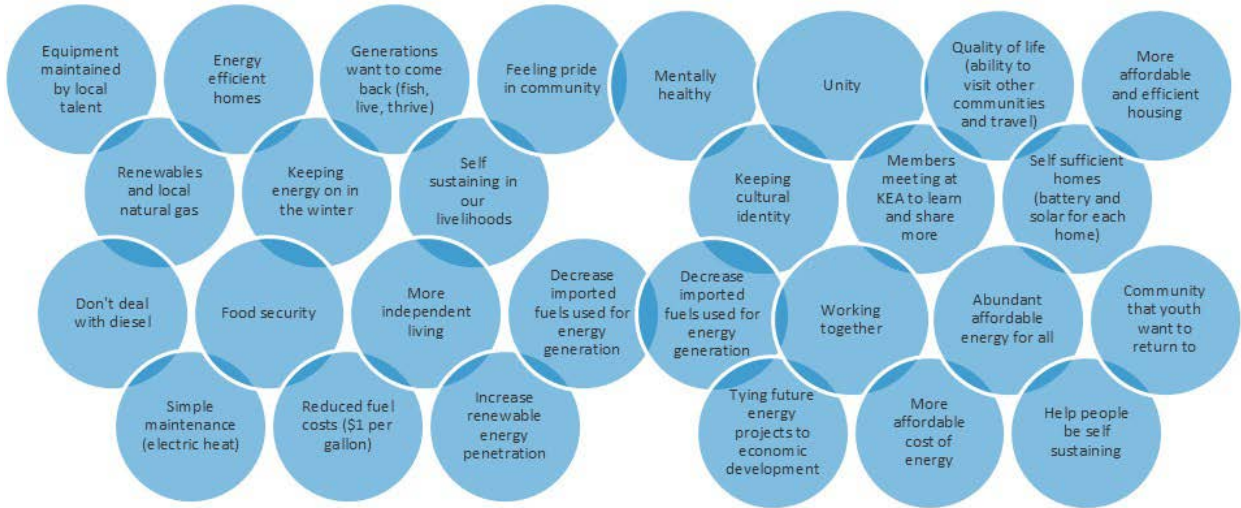 Equipment
maintained
by local
talent
Energy
efficient
homes
Generations
want to come
back (fish,
live, thrive)
Feeling pride
in community
Mentally
healthy
Unity
Quality of life
(ability to
visit other
communities
and travel)
More
affordable
and efficient
housing
Renewables
and local
natural gas
Keeping
energy on in
the winter
Self
sustaining in
our
livelihoods
Keeping
cultural
identity
Members
meeting at
KEA to learn
and share
more
Self sufficient
homes
(battery and
solar for each
home)
Don't deal
with diesel
Food security
More
independent
living
Decrease
imported
fuels used for
energy
generation
Decrease
imported
fuels used for
energy
generation
Working
together
Abundant
affordable
energy for all
Community
that youth
want to
return to
Simple
maintenance
(electric heat)
Reduced fuel
costs ($1 per
gallon)
Increase
renewable
energy
penetration
Tying future
energy
projects to
economic
development
More
affordable
cost of
energy
Help people
be self
sustaining